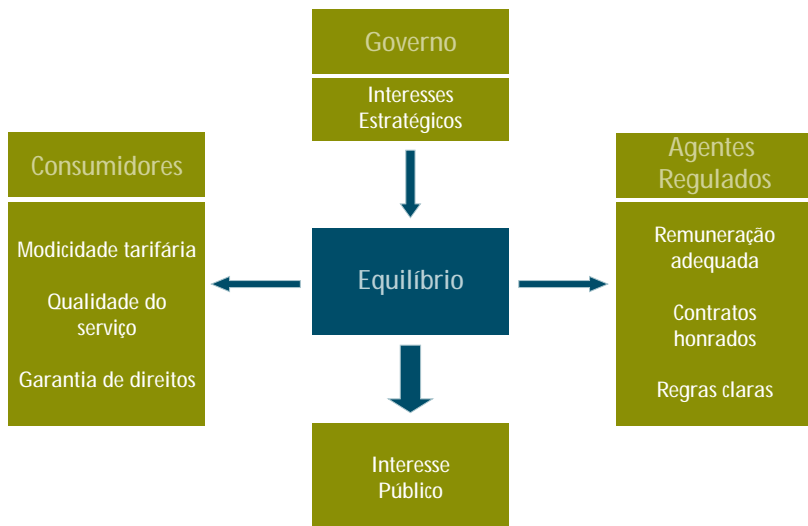 Governo
Interesses
Estratégicos
Consumidores
Modicidade tarifária
Qualidade do
serviço
Garantia de direitos
Equilíbrio
Agentes
Regulados
Remuneração
adequada
Contratos
honrados
Regras claras
Interesse
Público